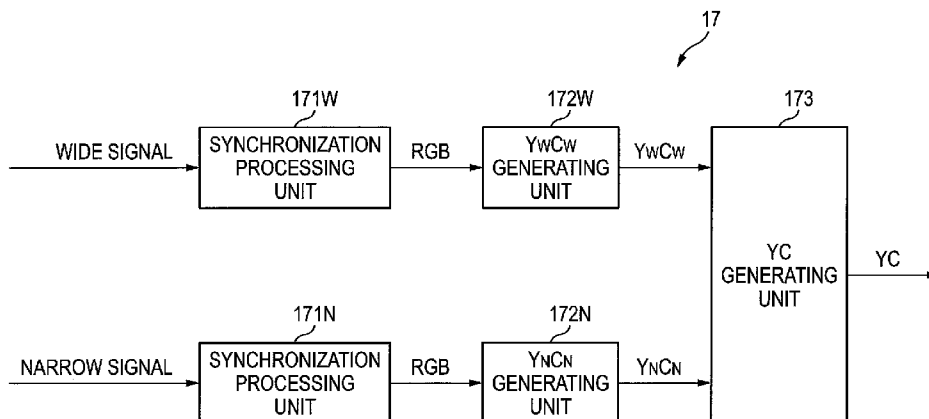 17
171W
172W
173
WIDE SIGNAL
SYNCHRONIZATION
PROCESSING
UNIT
RGB
YWCW
GENERATING
UNIT
YWCW
YC
GENERATING
UNIT
YC
171N
172N
NARROW SIGNAL
SYNCHRONIZATION
PROCESSING
UNIT
RGB
YNCN
GENERATING
UNIT
YNCN